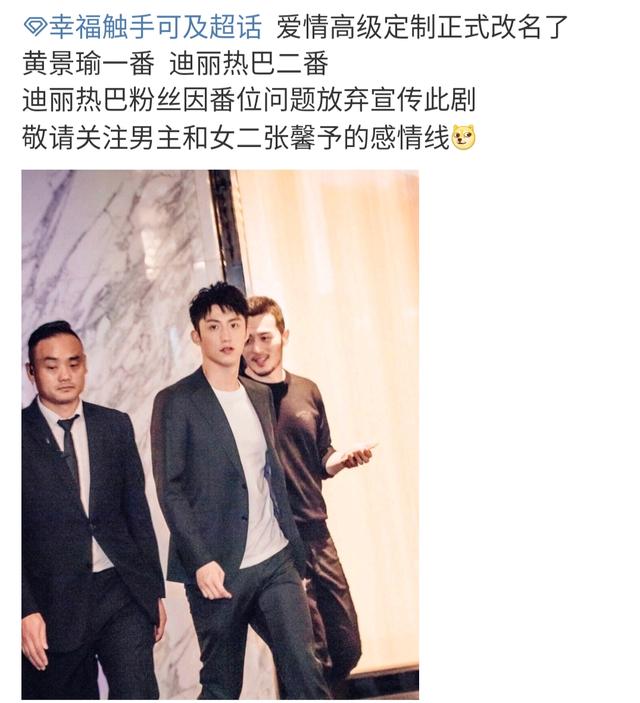 幸福触手可及超话 爱情高级定制正式改名了
黄景瑜一番 迪丽热巴二番
迪丽热巴粉丝因番位问题放弃宣传此剧
敬请关注男主和女二张馨予的感情线